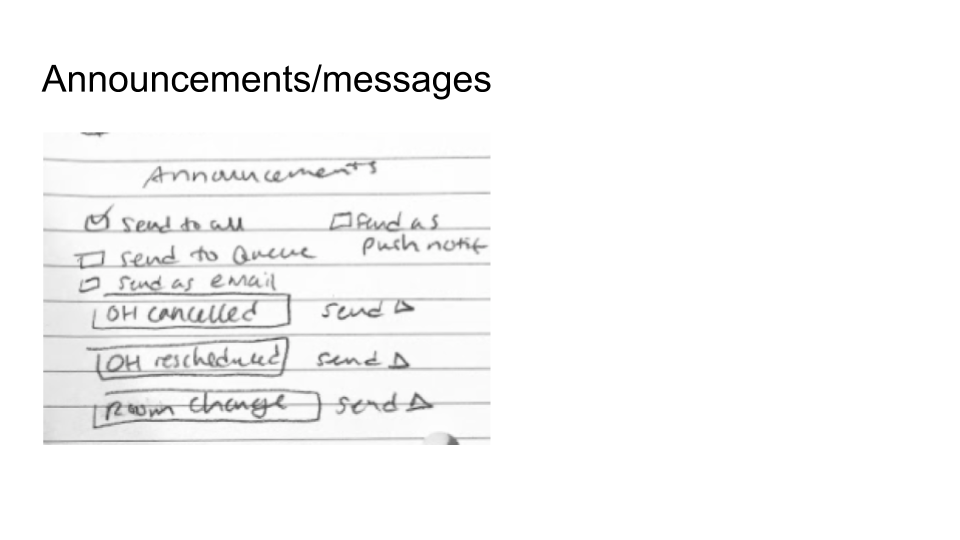 Announcements/messages
Announcements
send to all
send as
push notif
send to Queue
send as email
OH cancelled send
OH rescheduled send
Room change send